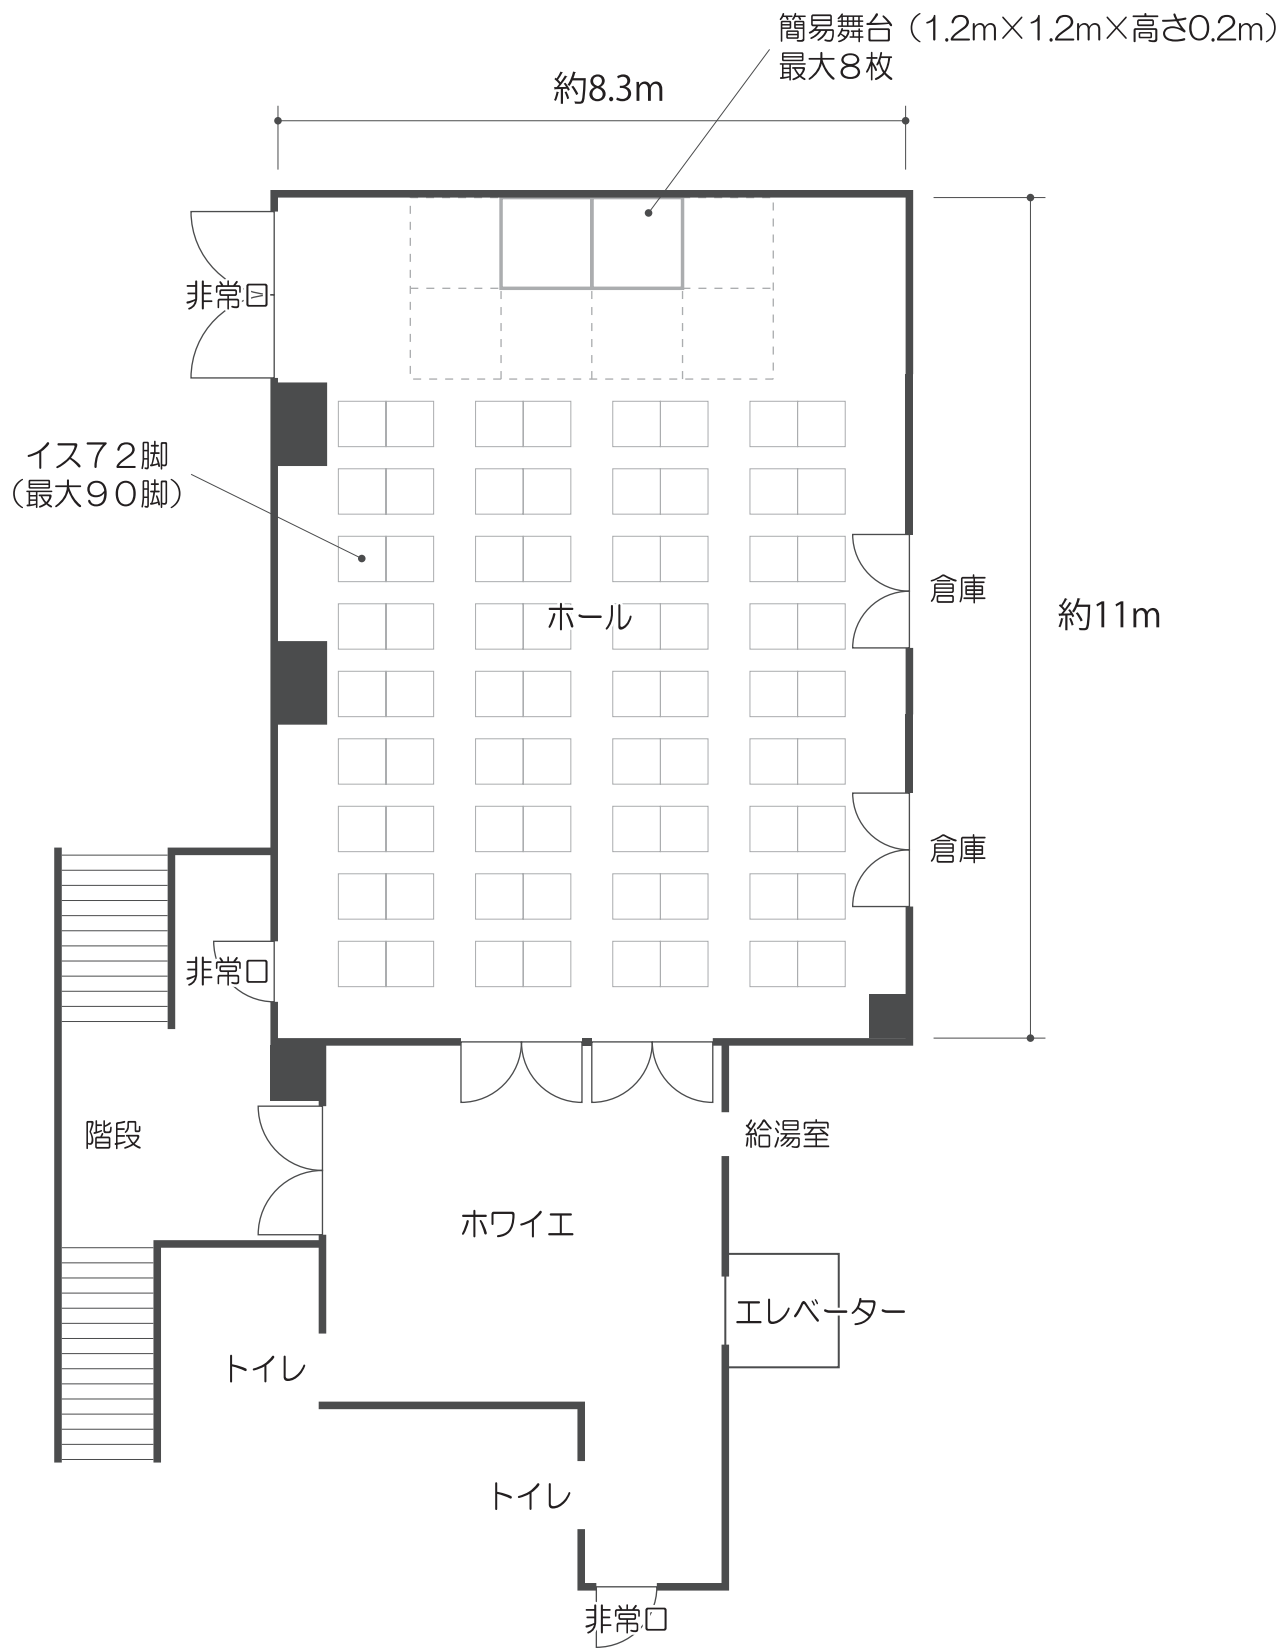 簡易舞台（1.2m×1.2m×高さ0.2m）
最大８枚
約8.3m
非常口
イス７２脚
（最大９０脚）
倉庫
ホール
約11m
倉庫
非常口
階段
給湯室
ホワイエ
エレベーター
トイレ
トイレ
非常口